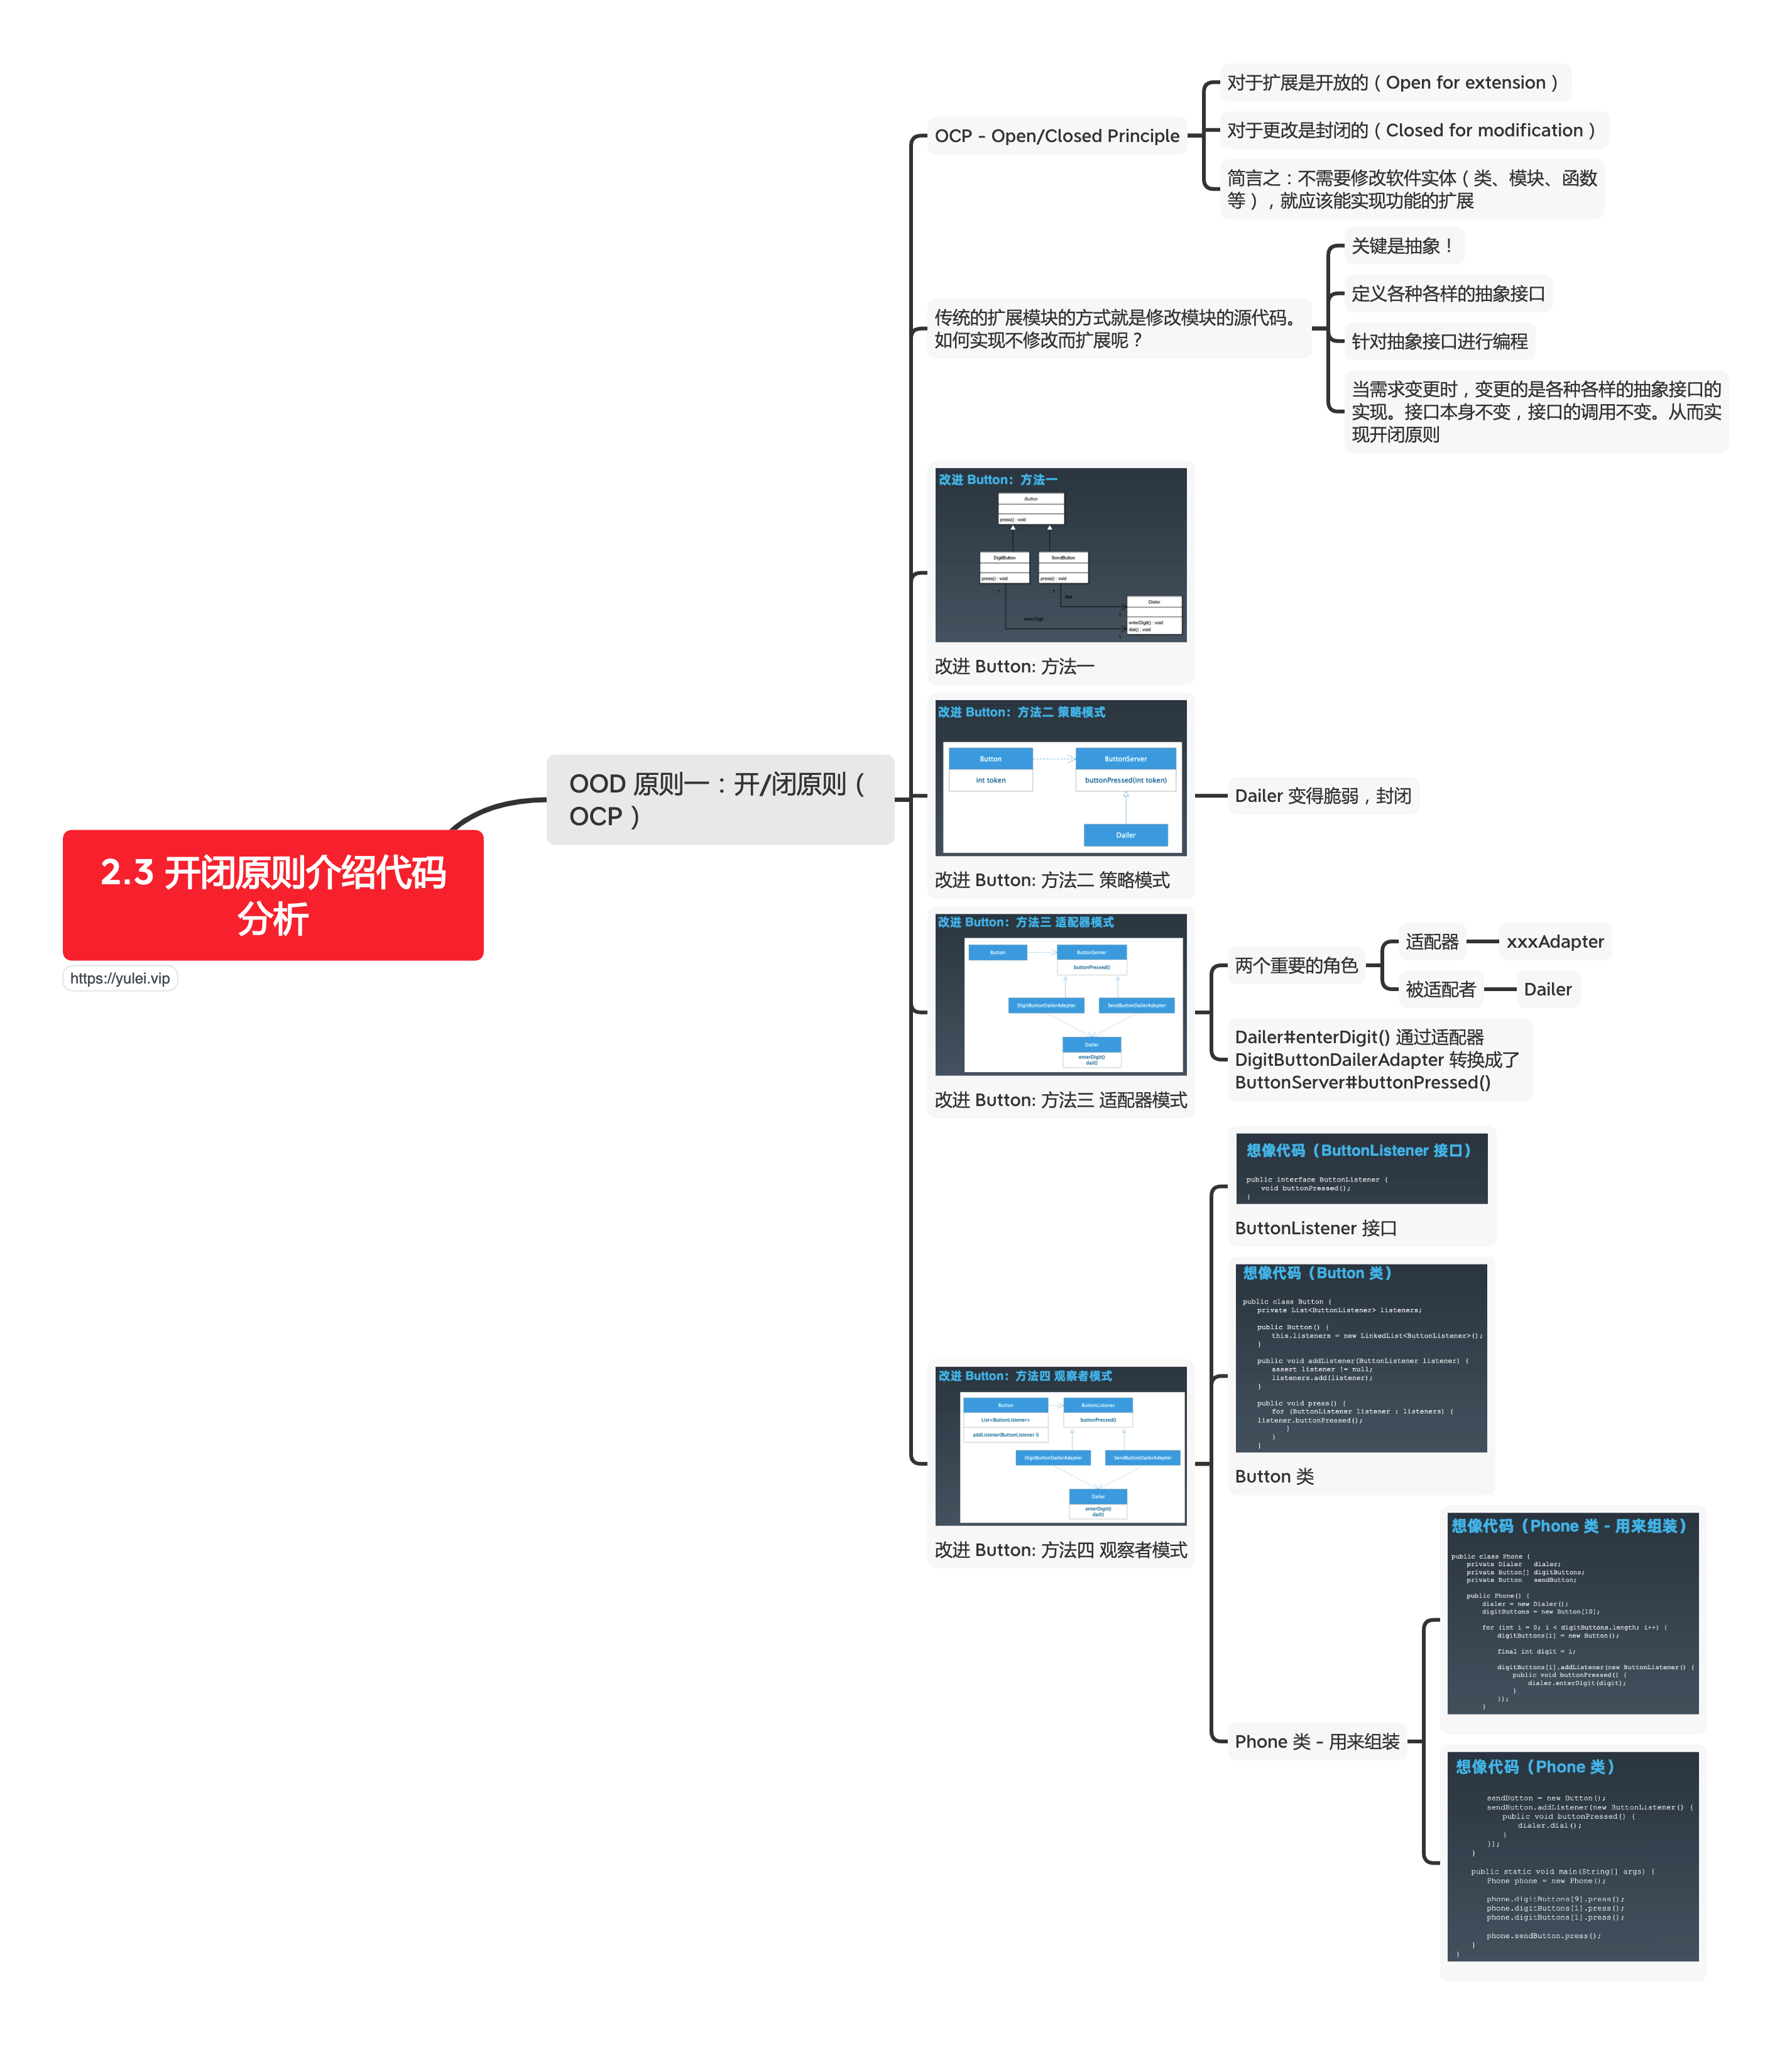 2.3 开闭原则介绍代码
分析
https://yulei.vip
OOD 原则一：开/闭原则（
OCP）
OCP - Open/Closed Principle
对于扩展是开放的（Open for extension）
对于更改是封闭的（Closed for modification）
简言之：不需要修改软件实体（类、模块、函数
等），就应该能实现功能的扩展
传统的扩展模块的方式就是修改模块的源代码。
如何实现不修改而扩展呢？
关键是抽象！
定义各种各样的抽象接口
针对抽象接口进行编程
当需求变更时，变更的是各种各样的抽象接口的
实现。接口本身不变，接口的调用不变。从而实
现开闭原则
改进 Button：方法一
Button
press() : void
DigitButton
press() : void
SendButton
press() : void
1
1
dial
1
Dialer
enterDigit() : void
dial() : void
enterDigit
1
改进 Button: 方法一
改进 Button：方法二 策略模式
Button
int token
ButtonServer
buttonPressed(int token)
Dailer
改进 Button: 方法二 策略模式
Dailer 变得脆弱，封闭
改进 Button：方法三 适配器模式
Button
ButtonServer
buttonPressed()
DigitButtonDailerAdepter
SendButtonDailerAdepter
Dailer
enterDigit()
dail()
改进 Button: 方法三 适配器模式
两个重要的角色
适配器
xxxAdapter
被适配者
Dailer
Dailer#enterDigit() 通过适配器
DigitButtonDailerAdapter 转换成了
ButtonServer#buttonPressed()
改进 Button：方法四 观察者模式
Button
List<ButtonListener>
addListener(ButtonListener l)
ButtonListener
buttonPressed()
DigitButtonDailerAdepter
SendButtonDailerAdepter
Dailer
enterDigit()
dail()
改进 Button: 方法四 观察者模式
想像代码（ButtonListener 接口）
public interface ButtonListener {
void buttonPressed();
}
ButtonListener 接口
想像代码（Button 类）
public class Button {
private List<ButtonListener> listeners;
public Button() {
this.listeners = new LinkedList<ButtonListener>();
}
public void addListener(ButtonListener listener) {
assert listener != null;
listeners.add(listener);
}
public void press() {
for (ButtonListener listener : listeners) {
listener.buttonPressed();
}
}
}
Button 类
Phone 类 - 用来组装
想像代码（Phone 类 - 用来组装）
public class Phone {
private Dialer dialer;
private Button[] digitButtons;
private Button sendButton;
public Phone() {
dialer = new Dialer();
digitButtons = new Button[10];
for (int i = 0; i < digitButtons.length; i++) {
digitButtons[i] = new Button();
final int digit = i;
digitButtons[i].addListener(new ButtonListener() {
public void buttonPressed() {
dialer.enterDigit(digit);
}
});
}
想像代码（Phone 类）
sendButton = new Button();
sendButton.addListener(new ButtonListener() {
public void buttonPressed() {
dialer.dial();
}
});
}
public static void main(String[] args) {
Phone phone = new Phone();
phone.digitButtons[9].press();
phone.digitButtons[1].press();
phone.digitButtons[1].press();
phone.sendButton.press();
}
}